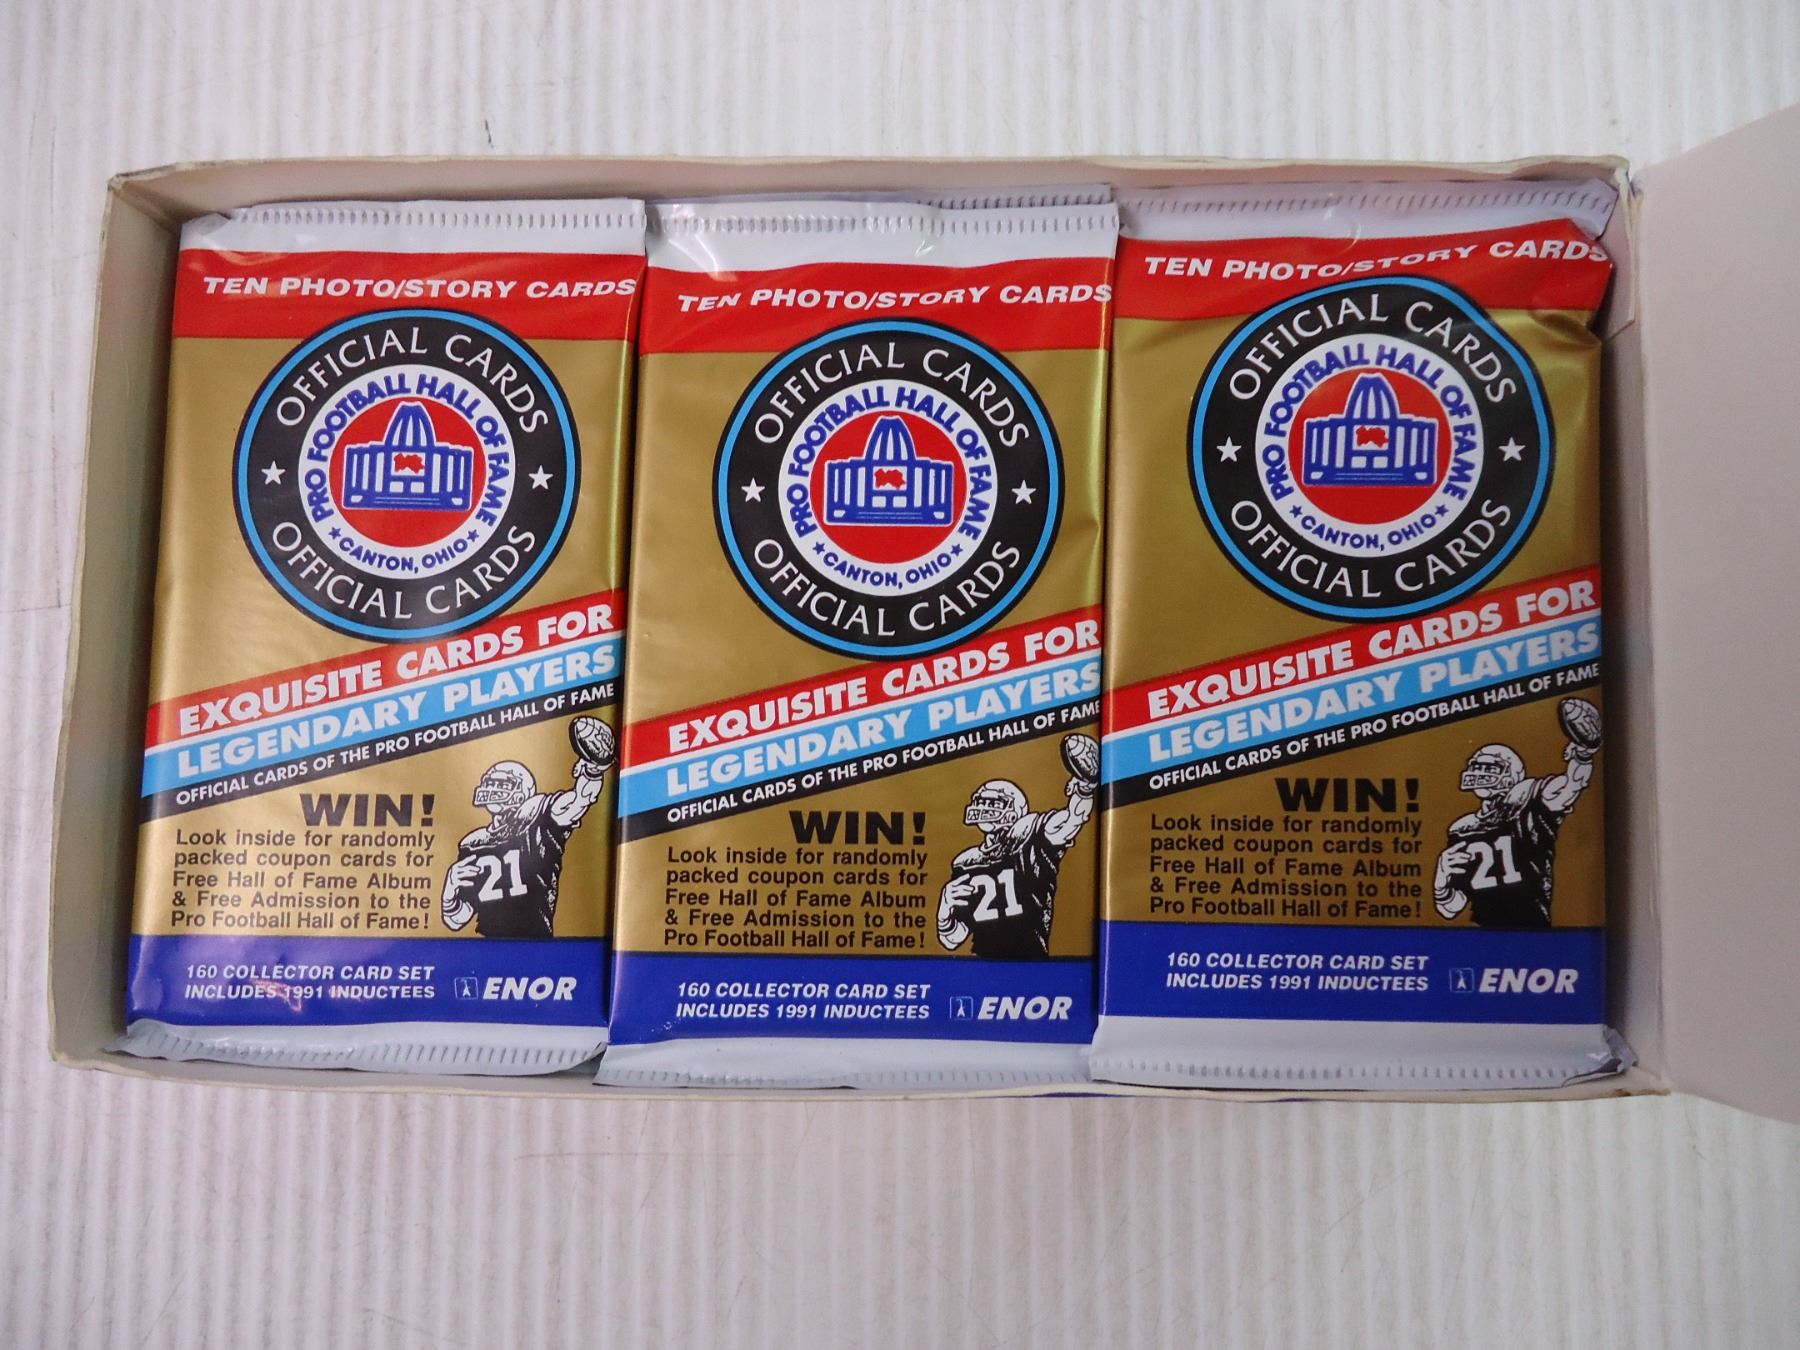 TEN PHOTO/STORY CARDS
OFFICIAL CARDS
PRO FOOTBALL HALL OF FAME
★CANTON, OHIO★
OFFICIAL CARDS
EXQUISITE CARDS FOR
LEGENDARY PLAYERS
OFFICIAL CARDS OF THE PRO FOOTBALL HALL OF FAME
WIN!
Look inside for randomly
packed coupon cards for
Free Hall of Fame Album
& Free Admission to the
Pro Football Hall of Fame!
21
160 COLLECTOR CARD SET
INCLUDES 1991 INDUCTEES
ENOR
TEN PHOTO/STORY CARDS
OFFICIAL CARDS
PRO FOOTBALL HALL OF FAME
★CANTON, OHIO★
OFFICIAL CARDS
EXQUISITE CARDS FOR
LEGENDARY PLAYERS
OFFICIAL CARDS OF THE PRO FOOTBALL HALL OF FAME
WIN!
Look inside for randomly
packed coupon cards for
Free Hall of Fame Album
& Free Admission to the
Pro Football Hall of Fame!
21
160 COLLECTOR CARD SET
INCLUDES 1991 INDUCTEES
ENOR
TEN PHOTO/STORY CARDS
OFFICIAL CARDS
PRO FOOTBALL HALL OF FAME
★CANTON, OHIO★
OFFICIAL CARDS
EXQUISITE CARDS FOR
LEGENDARY PLAYERS
OFFICIAL CARDS OF THE PRO FOOTBALL HALL OF FAME
WIN!
Look inside for randomly
packed coupon cards for
Free Hall of Fame Album
& Free Admission to the
Pro Football Hall of Fame!
21
160 COLLECTOR CARD SET
INCLUDES 1991 INDUCTEES
ENOR